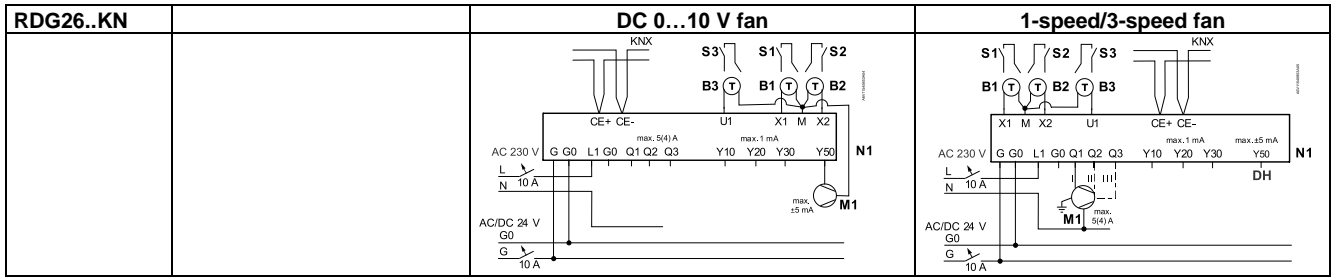 RDG26..KN DC 0…10 V fan 1-speed/3-speed fan
KNX S3 S1 S2
B3 T B1 T T B2
CE+ CE- U1 X1 M X2
max. 5(4) A max. 1 mA
AC 230 V G G0 L1 G0 Q1 Q2 Q3 Y10 Y20 Y30 Y50 N1
L
10 A
N
max.
±5 mA M1
AC/DC 24 V
G0
G
10 A
S1 S2 S3 KNX
B1 T T B2 T B3
X1 M X2 U1 CE+ CE-
max. 1 mA max.±5 mA
AC 230 V G G0 L1 G0 Q1 Q2 Q3 Y10 Y20 Y30 Y50 N1
DH
L
10 A
N
I II III
M1 max.
5(4) A
AC/DC 24 V
G0
G
10 A